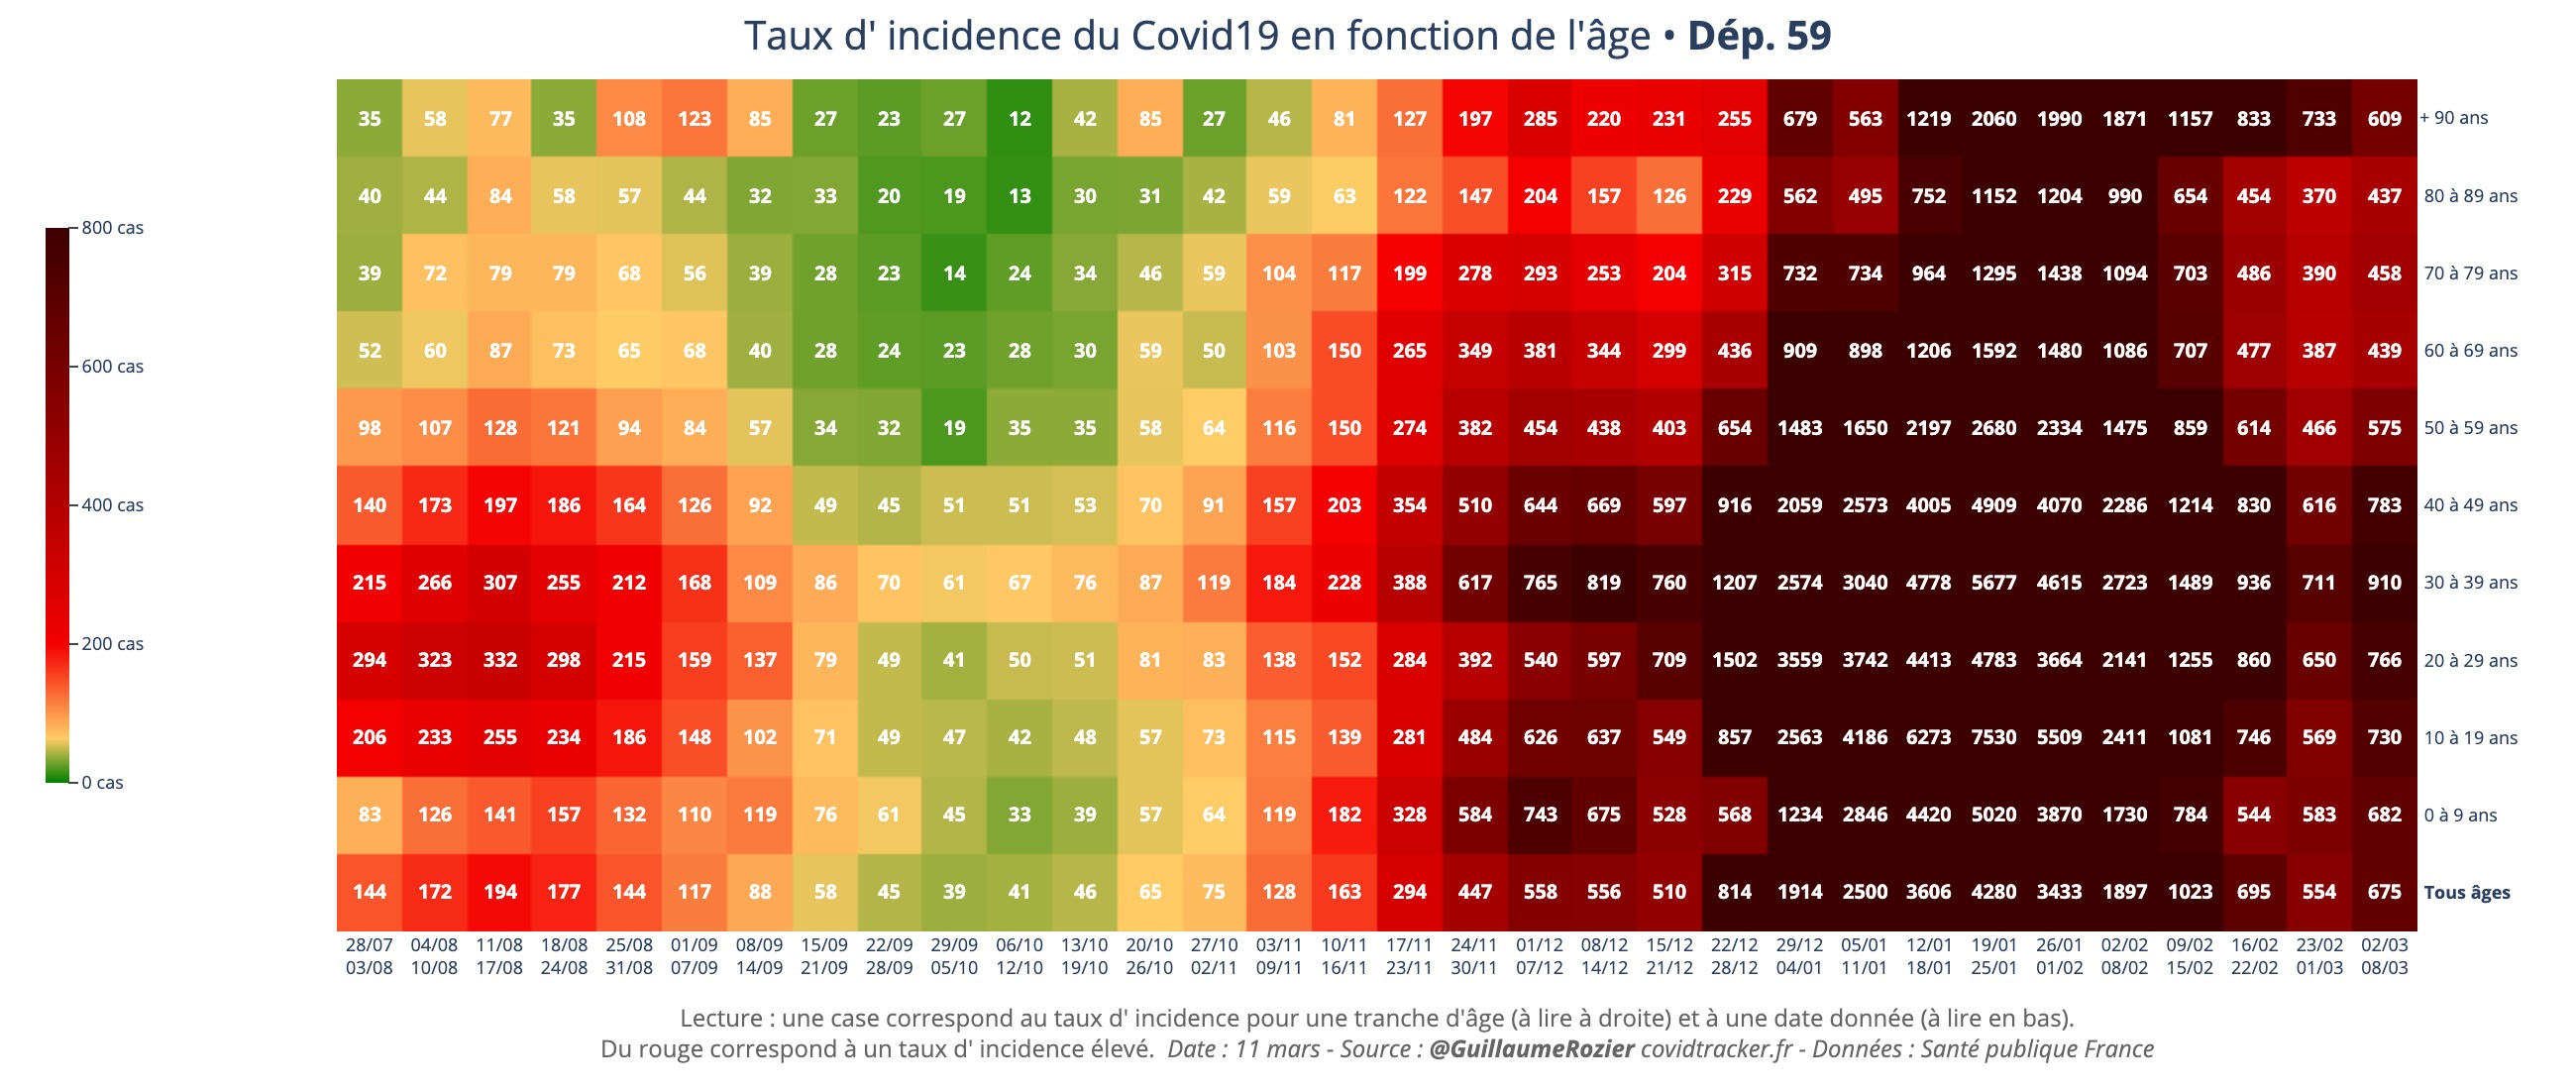 Taux d' incidence du Covid19 en fonction de l'âge • Dép. 59
35 58 77 35 108 123 85 27 23 27 12 42 85 27 46 81 127 197 285 220 231 255 679 563 1219 2060 1990 1871 1157 833 733 609 + 90 ans
40 44 84 58 57 44 32 33 20 19 13 30 31 42 59 63 122 147 204 157 126 229 562 495 752 1152 1204 990 654 454 370 437 80 à 89 ans
800 cas
39 72 79 79 68 56 39 28 23 14 24 34 46 59 104 117 199 278 293 253 204 315 732 734 964 1295 1438 1094 703 486 390 458 70 à 79 ans
52 60 87 73 65 68 40 28 24 23 28 30 59 50 103 150 265 349 381 344 299 436 909 898 1206 1592 1480 1086 707 477 387 439 60 à 69 ans
600 cas
98 107 128 121 94 84 57 34 32 19 35 35 58 64 116 150 274 382 454 438 403 654 1483 1650 2197 2680 2334 1475 859 614 466 575 50 à 59 ans
400 cas
140 173 197 186 164 126 92 49 45 51 51 53 70 91 157 203 354 510 644 669 597 916 2059 2573 4005 4909 4070 2286 1214 830 616 783 40 à 49 ans
215 266 307 255 212 168 109 86 70 61 67 76 87 119 184 228 388 617 765 819 760 1207 2574 3040 4778 5677 4615 2723 1489 936 711 910 30 à 39 ans
200 cas
294 323 332 298 215 159 137 79 49 41 50 51 81 83 138 152 284 392 540 597 709 1502 3559 3742 4413 4783 3664 2141 1255 860 650 766 20 à 29 ans
206 233 255 234 186 148 102 71 49 47 42 48 57 73 115 139 281 484 626 637 549 857 2563 4186 6273 7530 5509 2411 1081 746 569 730 10 à 19 ans
0 cas
83 126 141 157 132 110 119 76 61 45 33 39 57 64 119 182 328 584 743 675 528 568 1234 2846 4420 5020 3870 1730 784 544 583 682 0 à 9 ans
144 172 194 177 144 117 88 58 45 39 41 46 65 75 128 163 294 447 558 556 510 814 1914 2500 3606 4280 3433 1897 1023 695 554 675 Tous âges
28/07 04/08 11/08 18/08 25/08 01/09 08/09 15/09 22/09 29/09 06/10 13/10 20/10 27/10 03/11 10/11 17/11 24/11 01/12 08/12 15/12 22/12 29/12 05/01 12/01 19/01 26/01 02/02 09/02 16/02 23/02 02/03
03/08 10/08 17/08 24/08 31/08 07/09 14/09 21/09 28/09 05/10 12/10 19/10 26/10 02/11 09/11 16/11 23/11 30/11 07/12 14/12 21/12 28/12 04/01 11/01 18/01 25/01 01/02 08/02 15/02 22/02 01/03 08/03
Lecture : une case correspond au taux d' incidence pour une tranche d'âge (à lire à droite) et à une date donnée (à lire en bas).
Du rouge correspond à un taux d' incidence élevé. Date : 11 mars - Source : @GuillaumeRozier covidtracker.fr - Données : Santé publique France